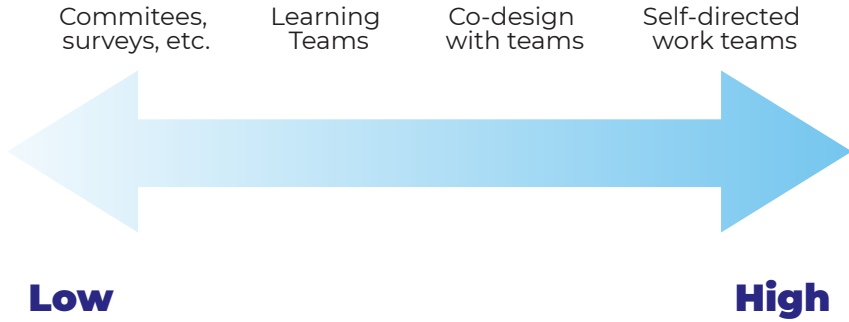 Commitees,
surveys, etc.
Learning
Teams
Co-design
with teams
Self-directed
work teams
Low
High